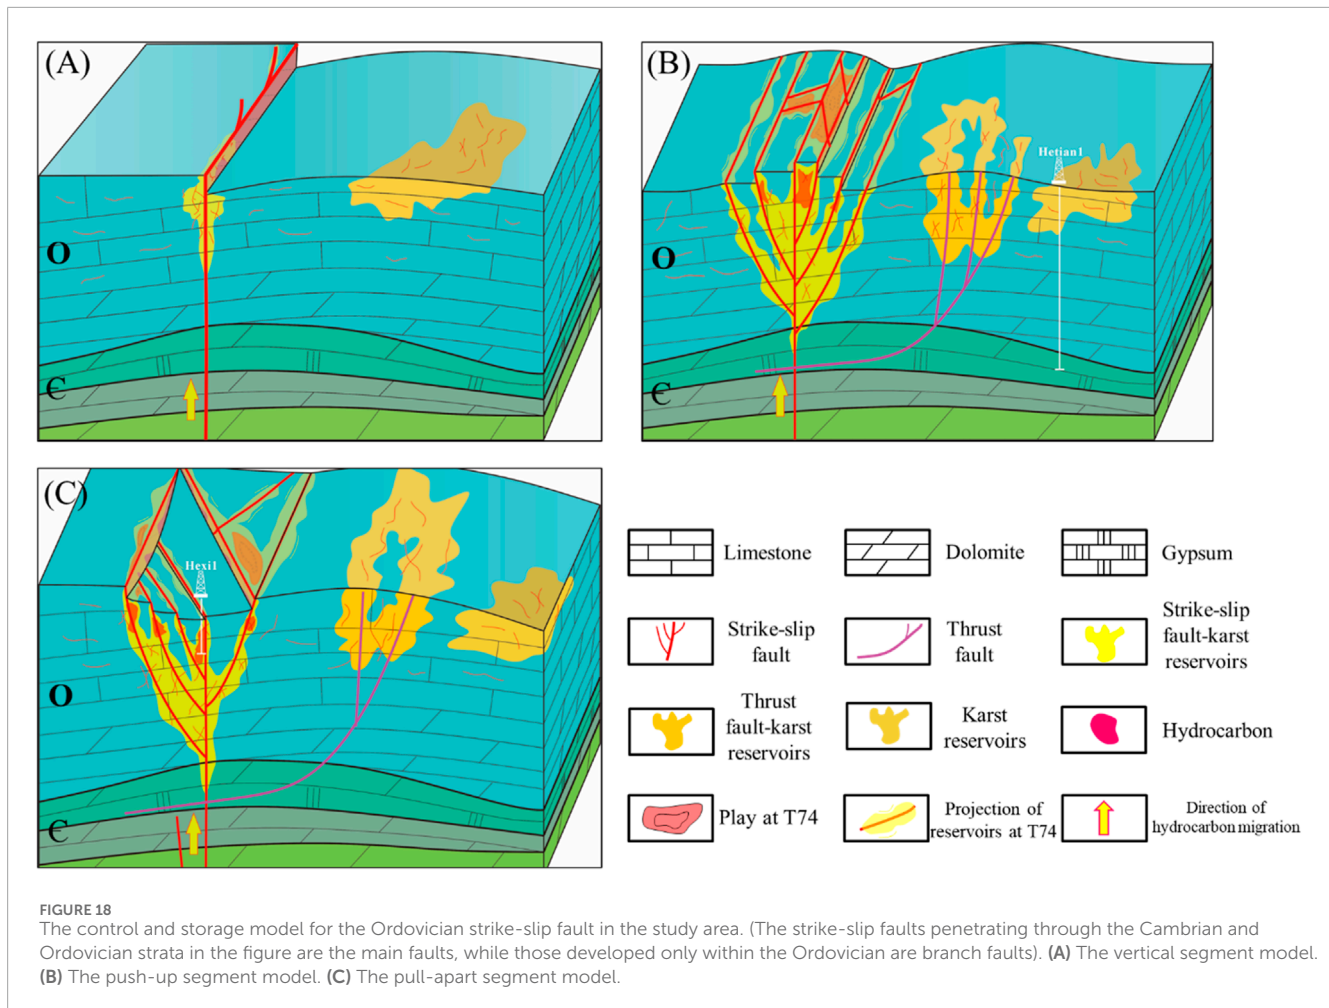 (A)
O
Ꞓ
(B)
Hetian1
O
Ꞓ
(C)
Hexi1
O
Ꞓ
Limestone
Dolomite
Gypsum
Strike-slip
fault
Thrust
fault
Strike-slip
fault-karst
reservoirs
Thrust
fault-karst
reservoirs
Karst
reservoirs
Hydrocarbon
Play at T74
Projection of
reservoirs at T74
Direction of
hydrocarbon migration
FIGURE 18
The control and storage model for the Ordovician strike-slip fault in the study area. (The strike-slip faults penetrating through the Cambrian and
Ordovician strata in the figure are the main faults, while those developed only within the Ordovician are branch faults). (A) The vertical segment model.
(B) The push-up segment model. (C) The pull-apart segment model.